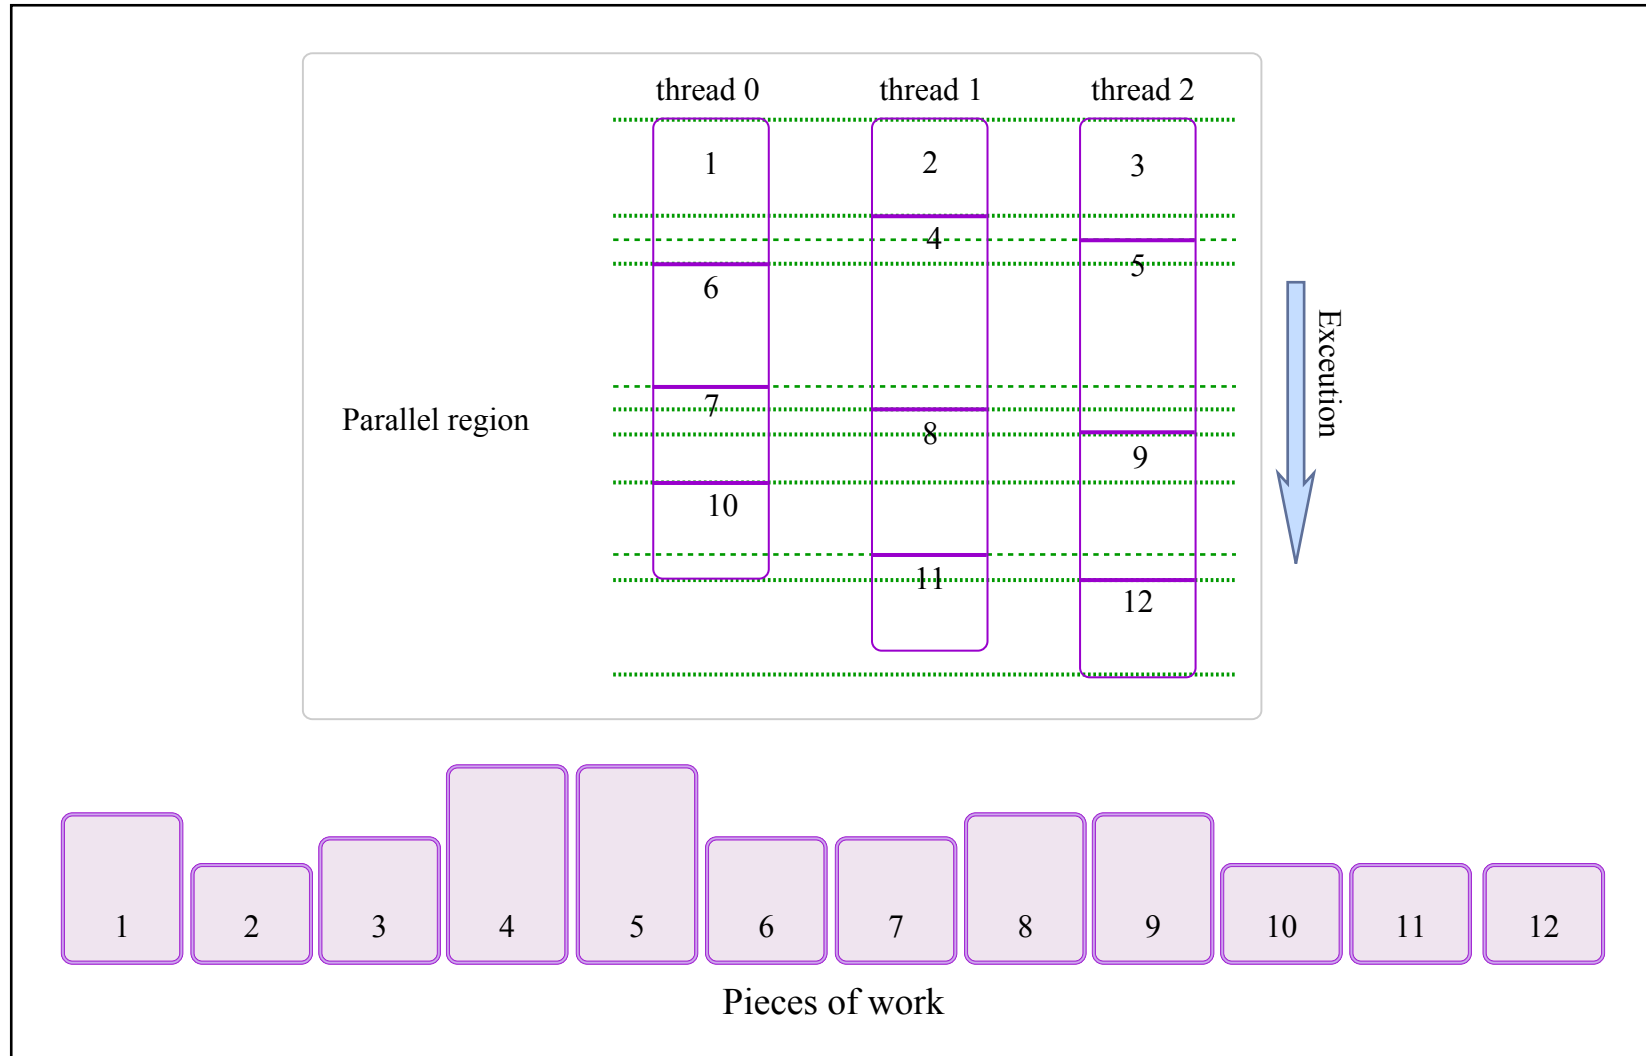 thread 0 thread 1 thread 2
1 2 3
4
5
6
7
8
9
10
11
12
Parallel region
Exceution
1 2 3 4 5 6 7 8 9 10 11 12
Pieces of work